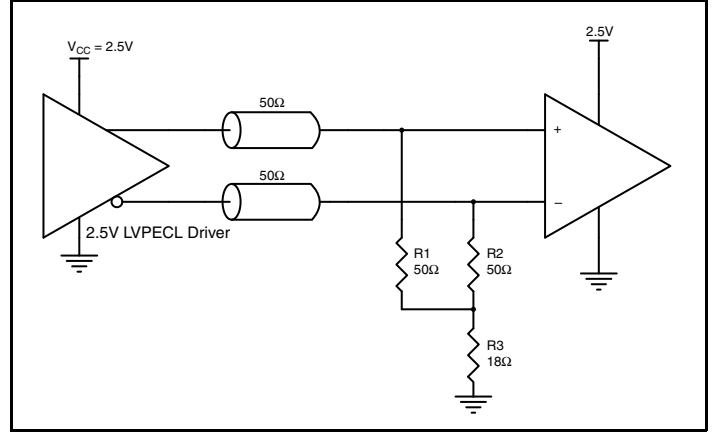 V_CC = 2.5V
2.5V
50Ω
50Ω
+
−
2.5V LVPECL Driver
R1
50Ω
R2
50Ω
R3
18Ω